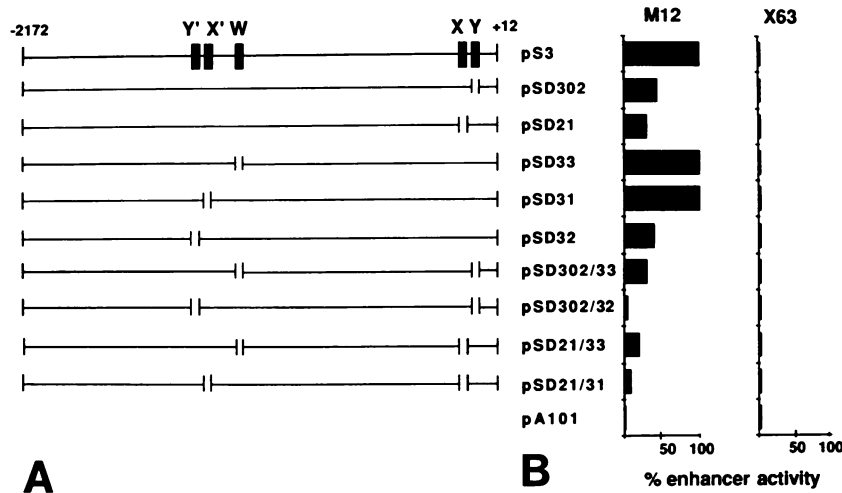 -2172 Y' X' W X Y +12
M12 X63
pS3
pSD302
pSD21
pSD33
pSD31
pSD32
pSD302/33
pSD302/32
pSD21/33
pSD21/31
pA101
50 100 50 100
A B % enhancer activity